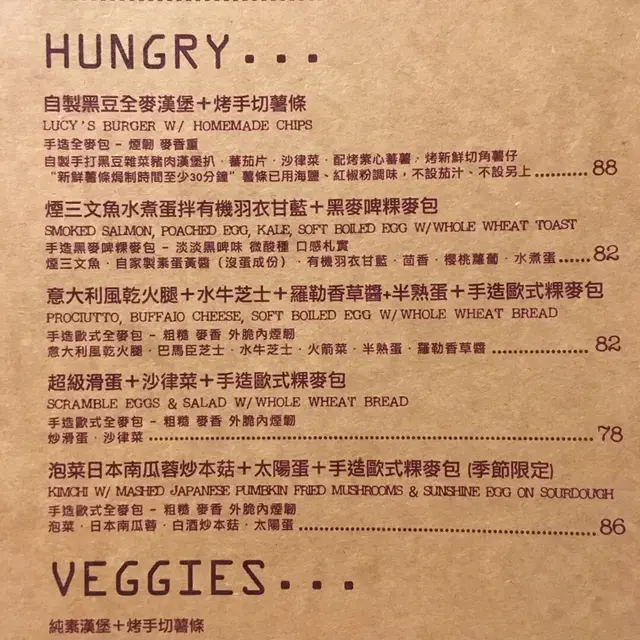 HUNGRY...
自製黑豆全麥漢堡＋烤手切薯條
LUCY'S BURGER W/ HOMEMADE CHIPS
手造全麥包 - 煙韌 麥香重
自製手打黑豆雜菜豬肉漢堡扒．蕃茄片．沙律菜．配烤紫心蕃薯．烤新鮮切角薯仔
"新鮮薯條焗制時間至少30分鐘" 薯條已用海鹽、紅椒粉調味，不設茄汁、不設另上..........88
煙三文魚水煮蛋拌有機羽衣甘藍＋黑麥啤粿麥包
SMOKED SALMON, POACHED EGG, KALE, SOFT BOILED EGG W/WHOLE WHEAT TOAST
手造黑麥啤粿麥包 - 淡淡黑啤味 微酸種 口感札實
煙三文魚．自家製素蛋黃醬（沒蛋成份）．有機羽衣甘藍．茴香．櫻桃蘿蔔．水煮蛋......82
意大利風乾火腿＋水牛芝士＋羅勒香草醬+半熟蛋＋手造歐式粿麥包
PROCIUTTO, BUFFAIO CHEESE, SOFT BOILED EGG W/WHOLE WHEAT BREAD
手造歐式全麥包 - 粗糙 麥香 外脆內煙韌
意大利風乾火腿．巴馬臣芝士．水牛芝士．火箭菜．半熟蛋．羅勒香草醬....................82
超級滑蛋＋沙律菜＋手造歐式粿麥包
SCRAMBLE EGGS & SALAD W/WHOLE WHEAT BREAD
手造歐式全麥包 - 粗糙 麥香 外脆內煙韌
炒滑蛋．沙律菜................................................................78
泡菜日本南瓜蓉炒本菇＋太陽蛋＋手造歐式粿麥包 (季節限定)
KIMCHI W/ MASHED JAPANESE PUMBKIN FRIED MUSHROOMS & SUNSHINE EGG ON SOURDOUGH
手造歐式全麥包 - 粗糙 麥香 外脆內煙韌
泡菜．日本南瓜蓉．白酒炒本菇．太陽蛋..............................................86
VEGGIES...
純素漢堡＋烤手切薯條